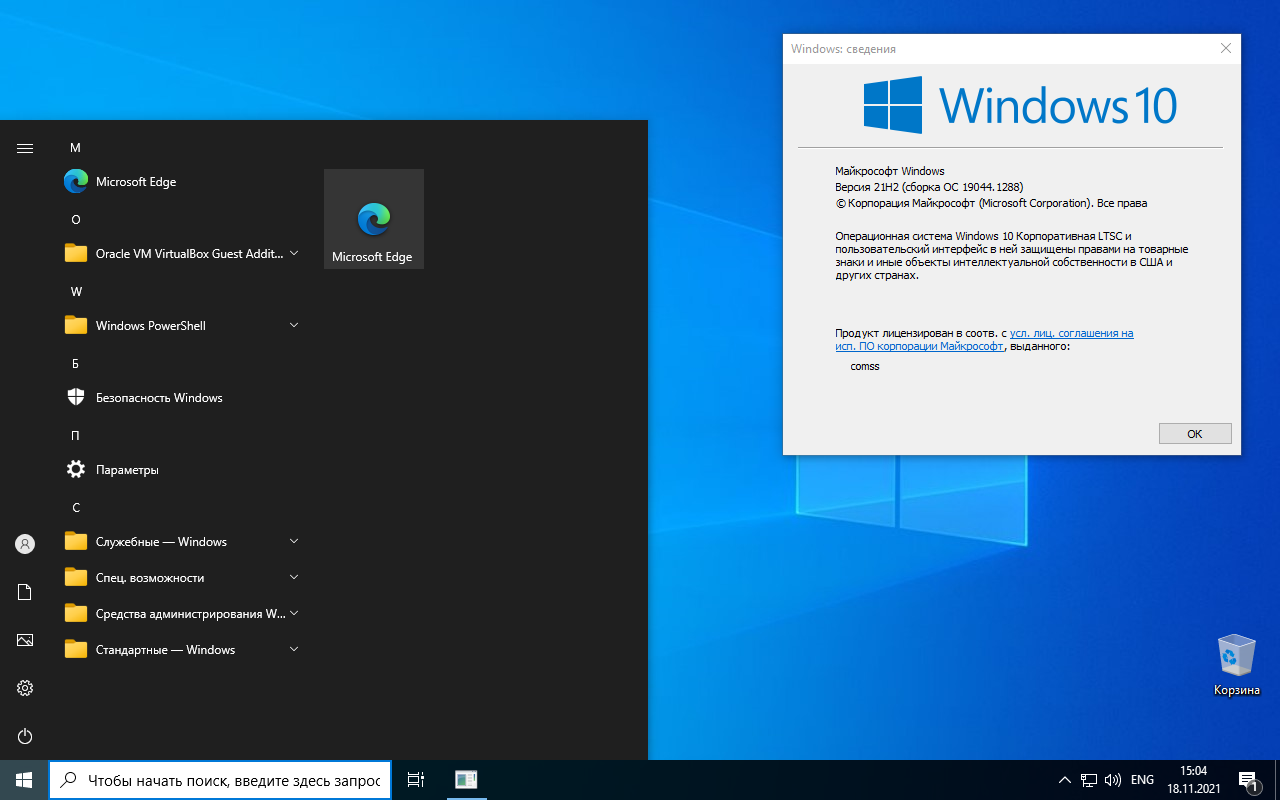 M
Microsoft Edge
O
Oracle VM VirtualBox Guest Addit...
W
Windows PowerShell
Б
Безопасность Windows
П
Параметры
С
Служебные — Windows
Спец. возможности
Средства администрирования W...
Стандартные — Windows
Microsoft Edge
Windows: сведения
Windows 10
Майкрософт Windows
Версия 21H2 (сборка ОС 19044.1288)
© Корпорация Майкрософт (Microsoft Corporation). Все права
Операционная система Windows 10 Корпоративная LTSC и
пользовательский интерфейс в ней защищены правами на товарные
знаки и иные объекты интеллектуальной собственности в США и
других странах.
Продукт лицензирован в соотв. с усл. лиц. соглашения на
исп. ПО корпорации Майкрософт, выданного:
comss
ОК
Корзина
Чтобы начать поиск, введите здесь запрос
ENG
15:04
18.11.2021
1